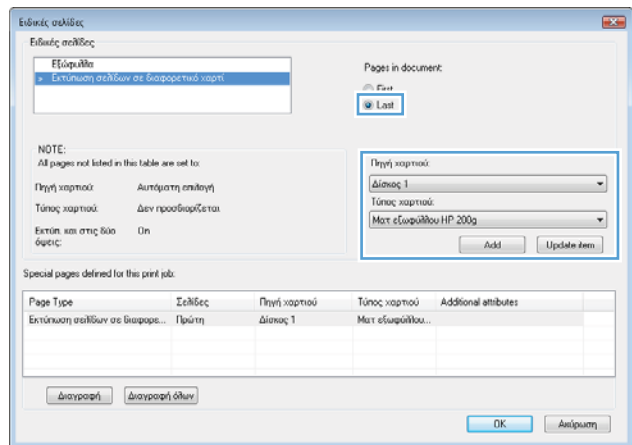 Ειδικές σελίδες
Ειδικές σελίδες
Εξώφυλλα
» Εκτύπωση σελίδων σε διαφορετικό χαρτί
Pages in document:
First
Last
NOTE:
All pages not listed in this table are set to:
Πηγή χαρτιού: Αυτόματη επιλογή
Τύπος χαρτιού: Δεν προσδιορίζεται
Εκτύπ. και στις δύο όψεις: On
Πηγή χαρτιού:
Δίσκος 1
Τύπος χαρτιού:
Ματ εξωφύλλου HP 200g
Add Update item
Special pages defined for this print job:
Page Type Σελίδες Πηγή χαρτιού Τύπος χαρτιού Additional attributes
Εκτύπωση σελίδων σε διαφορε... Πρώτη Δίσκος 1 Ματ εξωφύλλου...
Διαγραφή Διαγραφή όλων
OK Ακύρωση